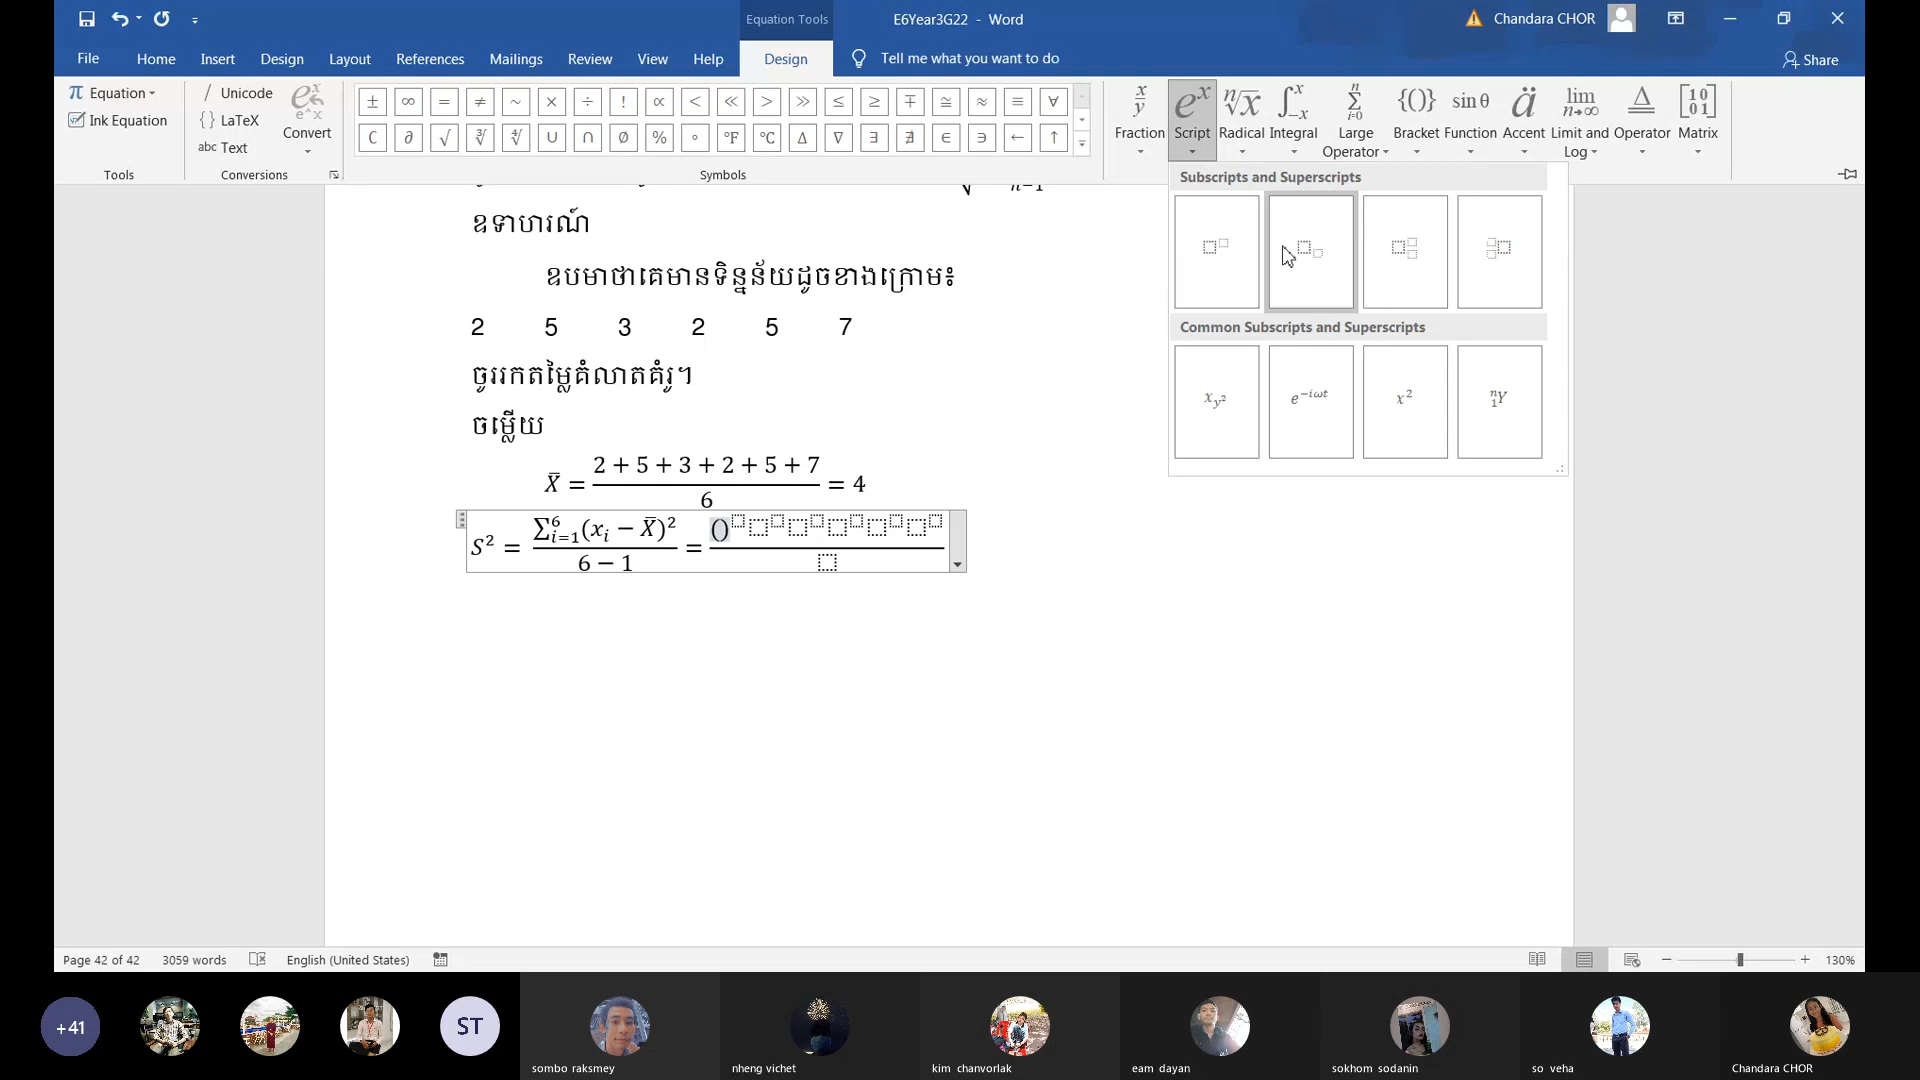 Equation Tools
E6Year3G22 - Word
Chandara CHOR
File Home Insert Design Layout References Mailings Review View Help Design Tell me what you want to do Share
Equation
Ink Equation
Tools
Unicode
LaTeX
abc Text
Convert
Conversions
± ∞ = ≠ ~ × ÷ ! ∝ < ≪ > ≫ ≤ ≥ ∓ ≅ ≈ ≡ ∀
∁ ∂ √ ∛ ∜ ∪ ∩ ∅ % ° °F °C ∆ ∇ ∃ ∄ ∈ ∋ ← ↑
Symbols
Fraction Script Radical Integral Large Operator Bracket Function Accent Limit and Log Operator Matrix
Subscripts and Superscripts
Common Subscripts and Superscripts
x_{y²} e^{-iωt} x² ⁿ₁Y
ឧទាហរណ៍
ឧបមាថាគេមានទិន្នន័យដូចខាងក្រោម៖
2 5 3 2 5 7
ចូររកតម្លៃគំលាតគំរូ។
ចម្លើយ
X̄ = (2 + 5 + 3 + 2 + 5 + 7)/6 = 4
S² = (∑_{i=1}^{6}(x_i − X̄)²)/(6 − 1) = ()
Page 42 of 42 3059 words English (United States) 130%
+41 ST
sombo raksmey nheng vichet kim chanvorlak eam dayan sokhom sodanin so veha Chandara CHOR